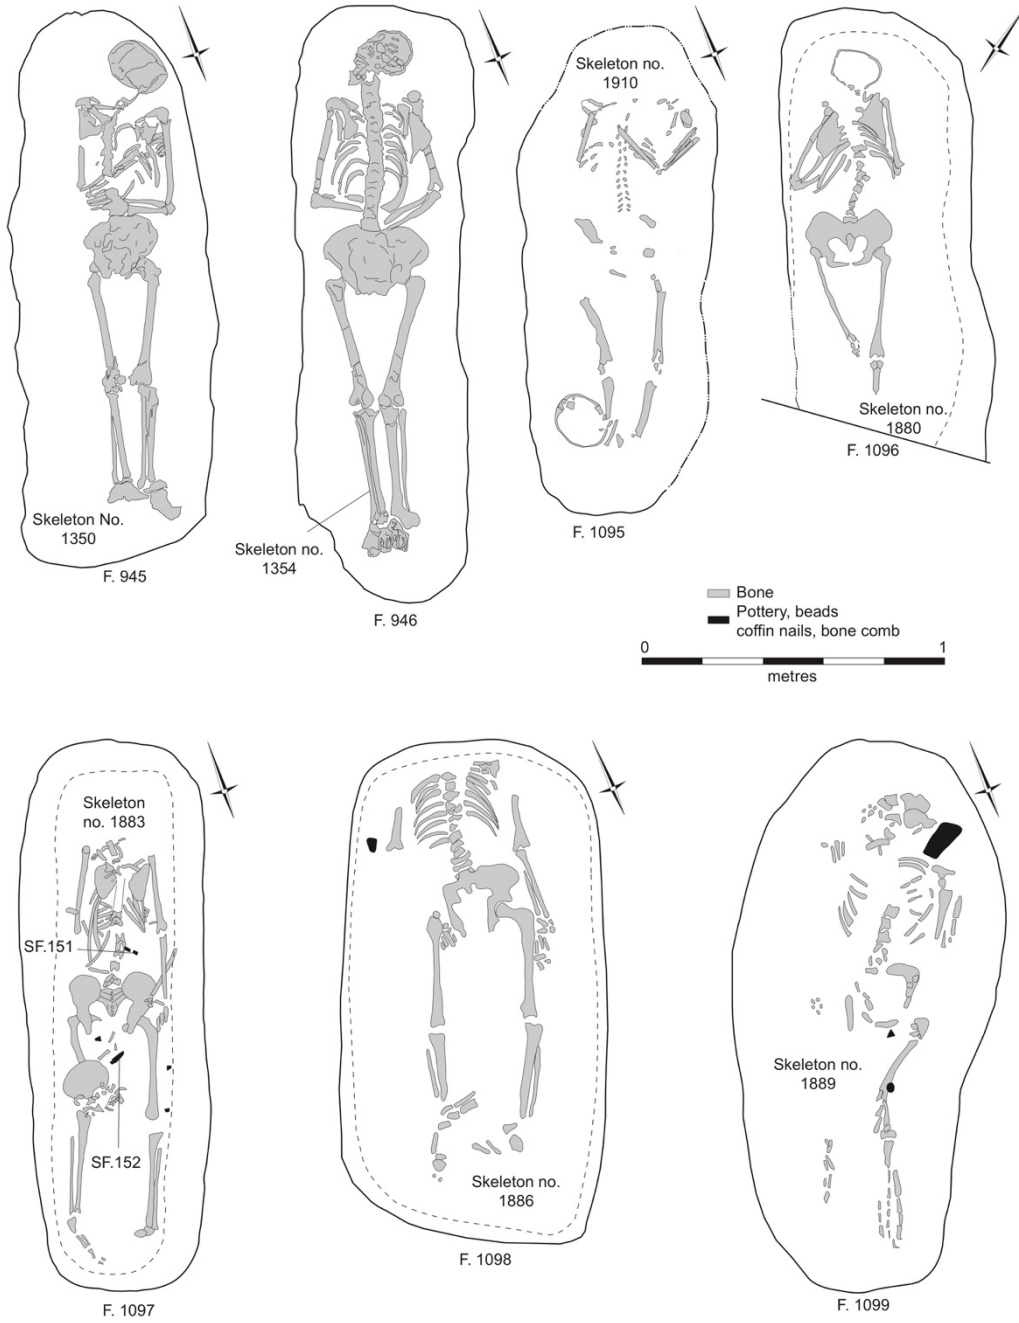 Skeleton No.
1350
F. 945
Skeleton no.
1354
F. 946
Skeleton no.
1910
F. 1095
Skeleton no.
1880
F. 1096
Bone
Pottery, beads
coffin nails, bone comb
0 1
metres
Skeleton
no. 1883
SF.151
SF.152
F. 1097
Skeleton no.
1886
F. 1098
Skeleton no.
1889
F. 1099